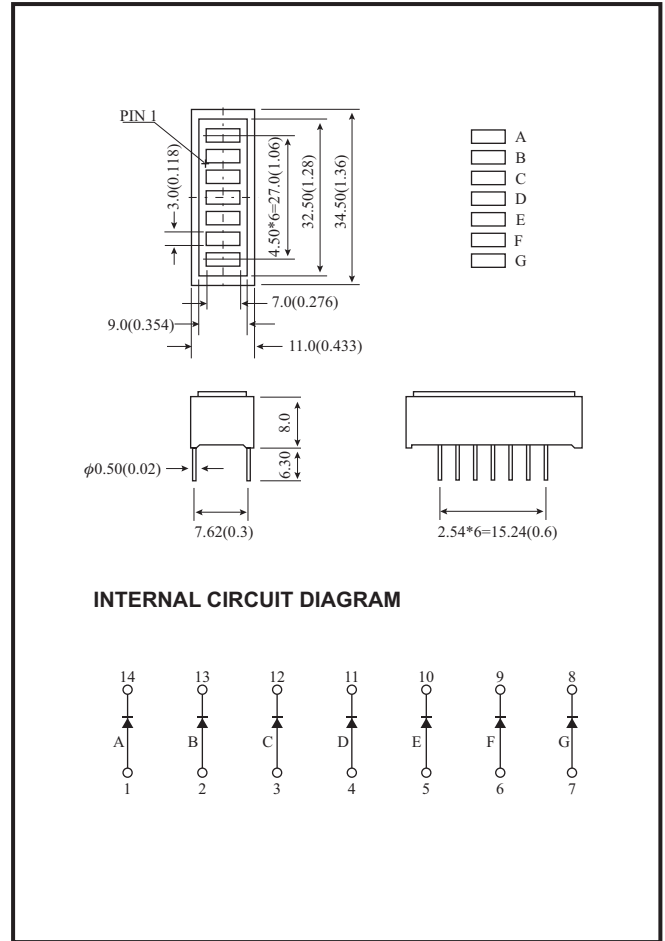 PIN 1
3.0(0.118)
4.50*6=27.0(1.06)
32.50(1.28)
34.50(1.36)
7.0(0.276)
9.0(0.354)
11.0(0.433)
A
B
C
D
E
F
G
8.0
6.30
ϕ0.50(0.02)
7.62(0.3)
2.54*6=15.24(0.6)
INTERNAL CIRCUIT DIAGRAM
14 13 12 11 10 9 8
A B C D E F G
1 2 3 4 5 6 7